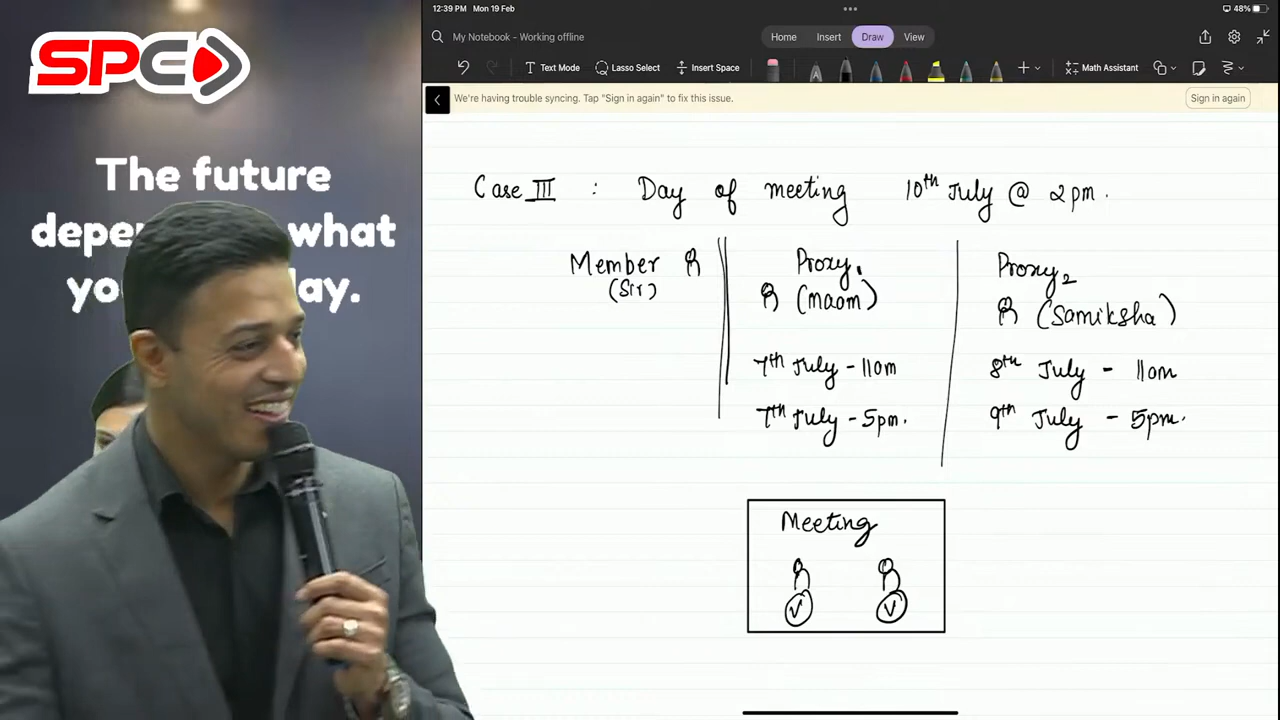 SPC
The future
depe what
yo day.
12:39 PM Mon 19 Feb
48%
My Notebook - Working offline
Home Insert Draw View
Text Mode Lasso Select Insert Space Math Assistant
We're having trouble syncing. Tap "Sign in again" to fix this issue.
Sign in again
Case III : Day of meeting 10th July @ 2pm.
Member
(Sir)
Proxy1
(maam)
7th July - 11am
7th July - 5pm.
Proxy2
(Samiksha)
8th July - 11am
9th July - 5pm.
Meeting
V V